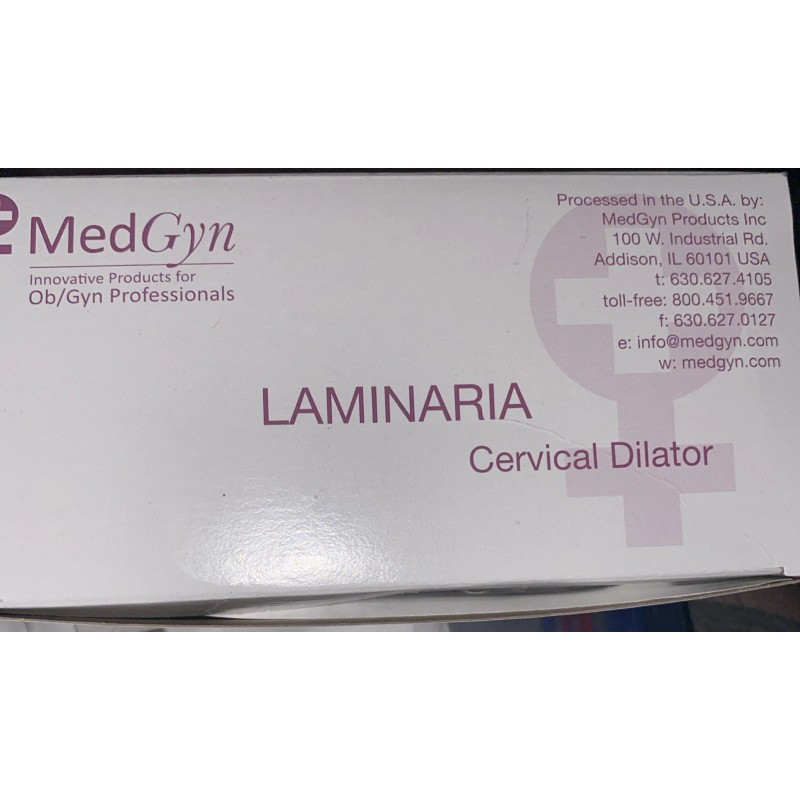 MedGyn
Innovative Products for
Ob/Gyn Professionals
Processed in the U.S.A. by:
MedGyn Products Inc
100 W. Industrial Rd.
Addison, IL 60101 USA
t: 630.627.4105
toll-free: 800.451.9667
f: 630.627.0127
e: info@medgyn.com
w: medgyn.com
LAMINARIA
Cervical Dilator